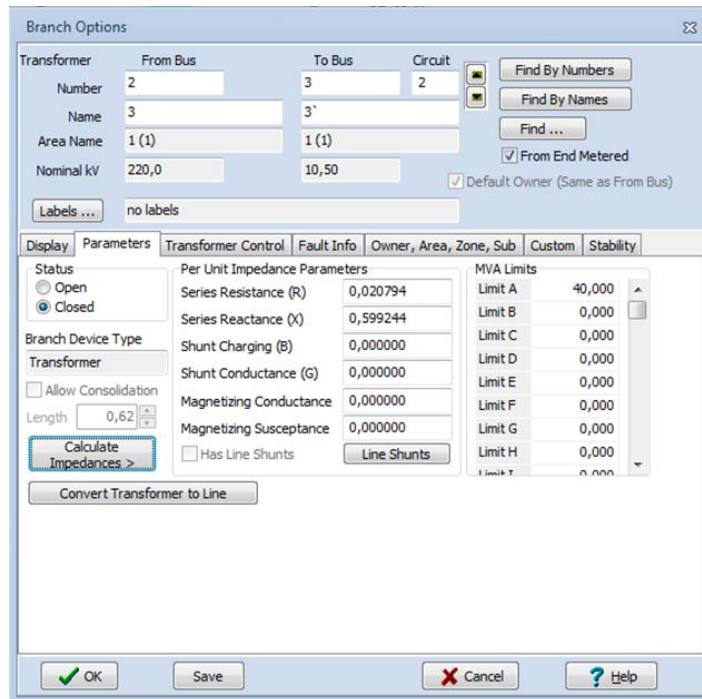 Branch Options
Transformer From Bus To Bus Circuit
Number 2 3 2 Find By Numbers
Name 3 3` Find By Names
Area Name 1 (1) 1 (1) Find ...
From End Metered
Nominal kV 220,0 10,50
Default Owner (Same as From Bus)
Labels ... no labels
Display Parameters Transformer Control Fault Info Owner, Area, Zone, Sub Custom Stability
Status
Open
Closed
Branch Device Type
Transformer
Allow Consolidation
Length 0,62
Calculate
Impedances >
Per Unit Impedance Parameters
Series Resistance (R) 0,020794
Series Reactance (X) 0,599244
Shunt Charging (B) 0,000000
Shunt Conductance (G) 0,000000
Magnetizing Conductance 0,000000
Magnetizing Susceptance 0,000000
Has Line Shunts Line Shunts
MVA Limits
Limit A 40,000
Limit B 0,000
Limit C 0,000
Limit D 0,000
Limit E 0,000
Limit F 0,000
Limit G 0,000
Limit H 0,000
Limit I 0,000
Convert Transformer to Line
OK Save Cancel ? Help